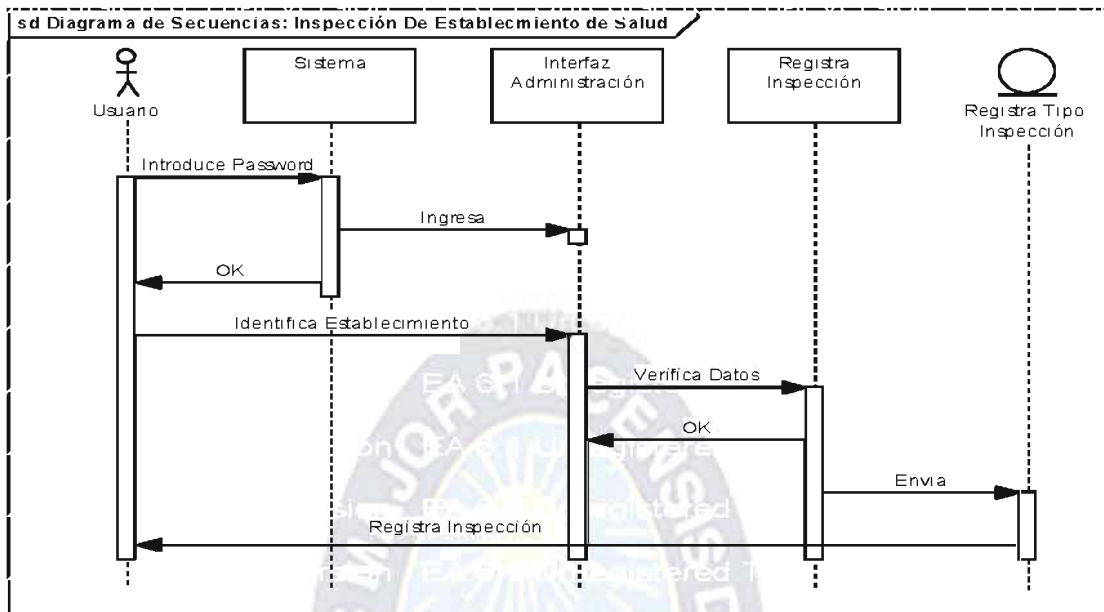 sd Diagrama de Secuencias: Inspección De Establecmiento de Salud
Sistema
Interfaz
Administración
Registra
Inspección
Usuario
Registra Tipo
Inspección
Introduce Password
Ingresa
OK
Identifica Establecimiento
Verifica Datos
OK
Envia
Registra Inspección